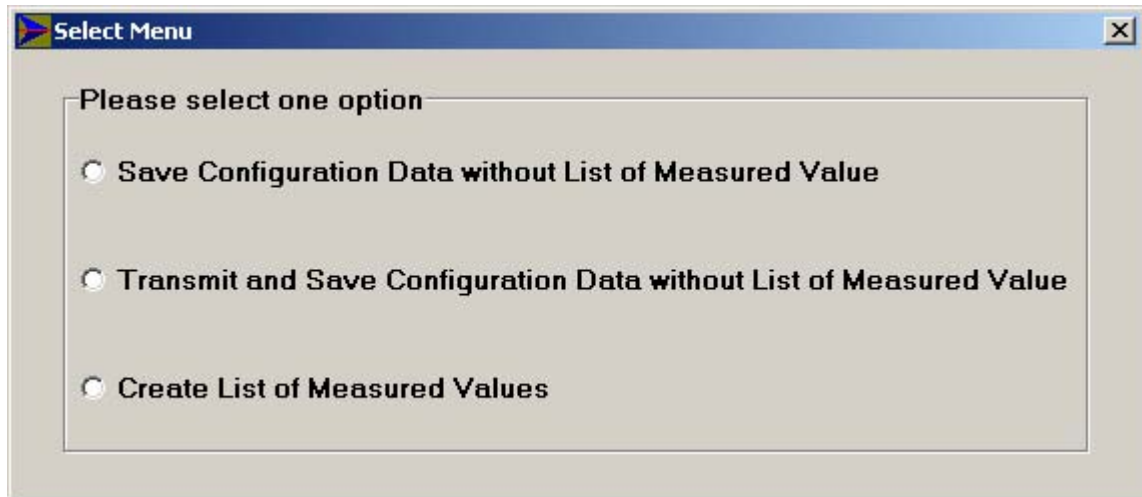 Select Menu
Please select one option
Save Configuration Data without List of Measured Value
Transmit and Save Configuration Data without List of Measured Value
Create List of Measured Values